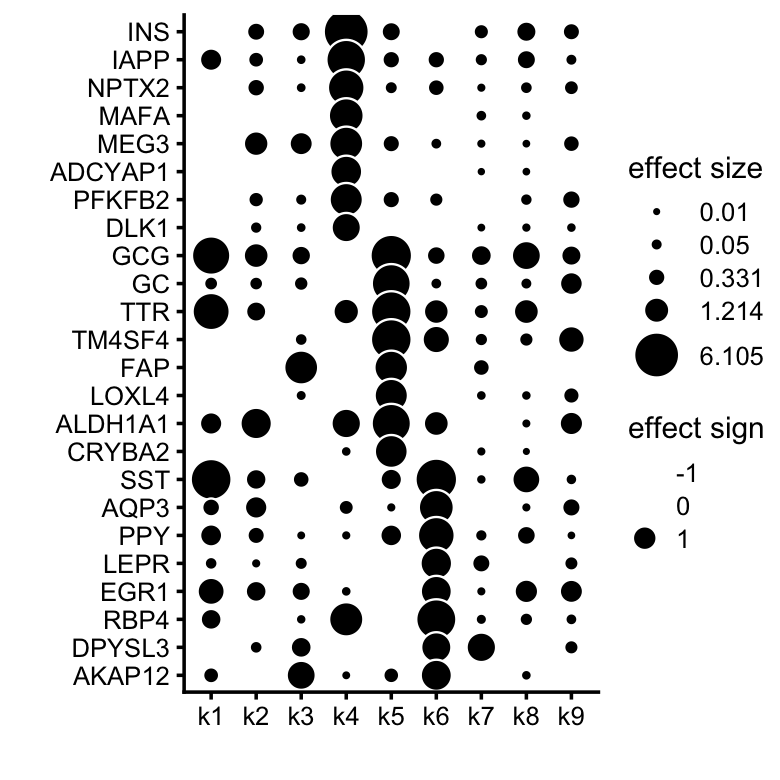 INS
IAPP
NPTX2
MAFA
MEG3
ADCYAP1
PFKFB2
DLK1
GCG
GC
TTR
TM4SF4
FAP
LOXL4
ALDH1A1
CRYBA2
SST
AQP3
PPY
LEPR
EGR1
RBP4
DPYSL3
AKAP12
k1 k2 k3 k4 k5 k6 k7 k8 k9
effect size
0.01
0.05
0.331
1.214
6.105
effect sign
-1
0
1